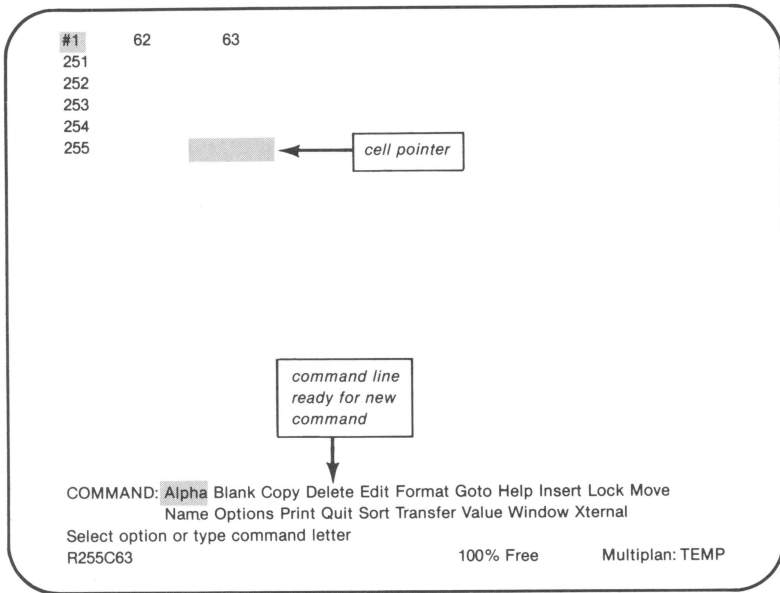 #1 62 63
251
252
253
254
255
cell pointer
command line
ready for new
command
COMMAND: Alpha Blank Copy Delete Edit Format Goto Help Insert Lock Move
Name Options Print Quit Sort Transfer Value Window Xternal
Select option or type command letter
R255C63 100% Free Multiplan: TEMP